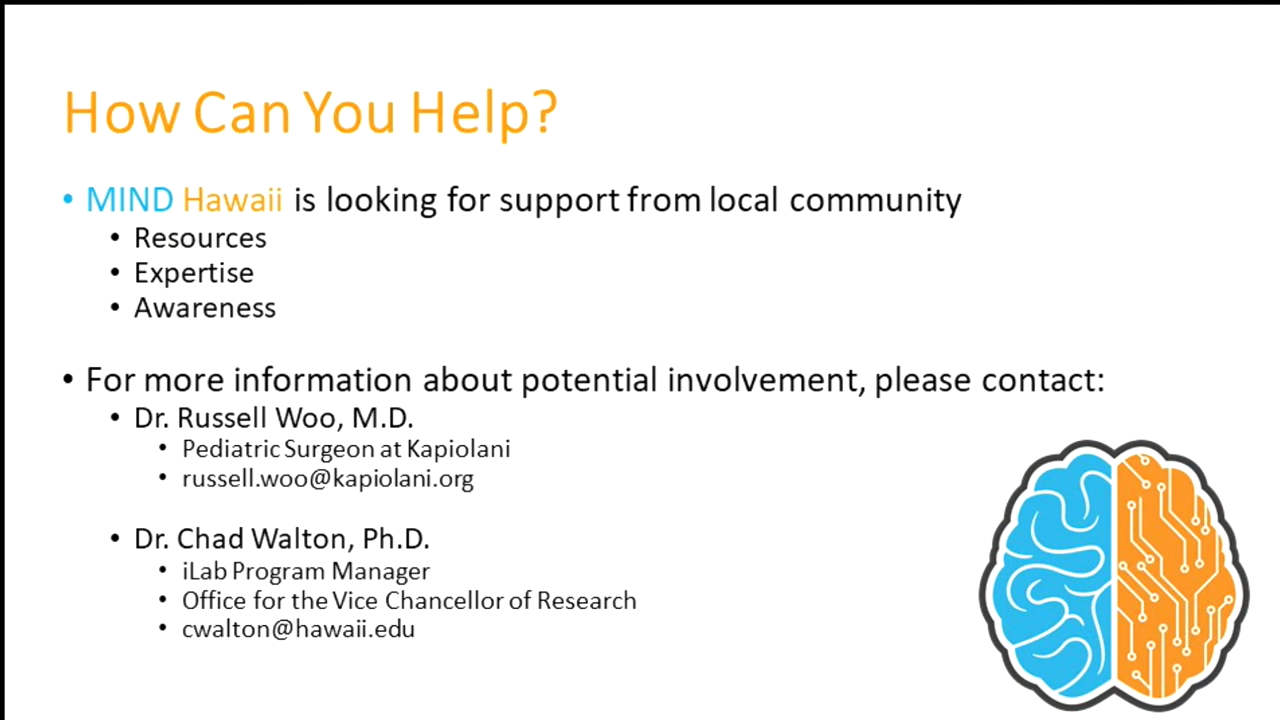 How Can You Help?
• MIND Hawaii is looking for support from local community
• Resources
• Expertise
• Awareness
• For more information about potential involvement, please contact:
• Dr. Russell Woo, M.D.
• Pediatric Surgeon at Kapiolani
• russell.woo@kapiolani.org
• Dr. Chad Walton, Ph.D.
• iLab Program Manager
• Office for the Vice Chancellor of Research
• cwalton@hawaii.edu